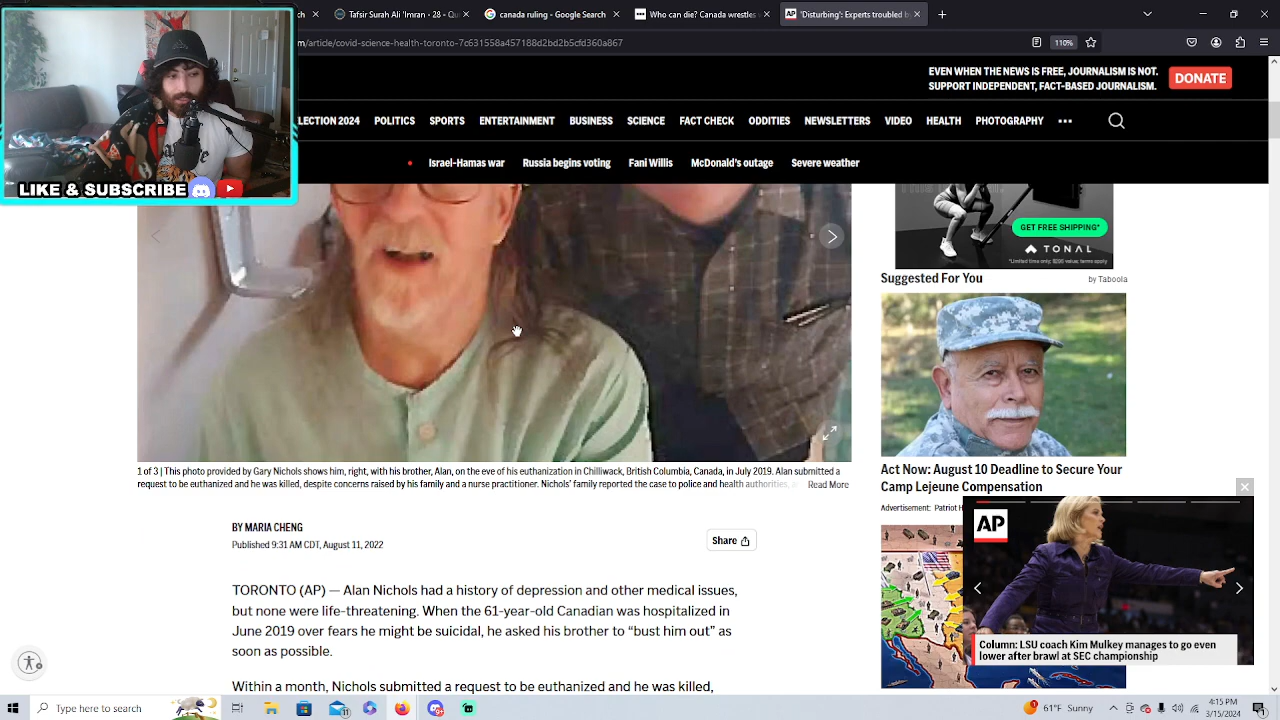 ch
Tafsir Surah Ali Imran - 28 - Qu
canada ruling - Google Search
Who can Canada wrestles
AP 'Disturbing': Experts troubled b
m/article/covid-science-health-toronto-7c631558a457188d2bd2b5cfd360a867
110%
EVEN WHEN THE NEWS IS FREE, JOURNALISM IS NOT.
SUPPORT INDEPENDENT, FACT-BASED JOURNALISM.
DONATE
LECTION 2024 POLITICS SPORTS ENTERTAINMENT BUSINESS SCIENCE FACT CHECK ODDITIES NEWSLETTERS VIDEO HEALTH PHOTOGRAPHY
Israel-Hamas war Russia begins voting Fani Willis McDonald's outage Severe weather
LIKE & SUBSCRIBE
GET FREE SHIPPING*
TONAL
*Limited time only; $295 value; terms apply
Suggested For You
by Taboola
1 of 3 | This photo provided by Gary Nichols shows him, right, with his brother, Alan, on the eve of his euthanization in Chilliwack, British Columbia, Canada, in July 2019. Alan submitted a
request to be euthanized and he was killed, despite concerns raised by his family and a nurse practitioner. Nichols' family reported the case to police and health authorities, a Read More
Act Now: August 10 Deadline to Secure Your
Camp Lejeune Compensation
Advertisement: Patriot H
BY MARIA CHENG
Published 9:31 AM CDT, August 11, 2022
Share
TORONTO (AP) — Alan Nichols had a history of depression and other medical issues,
but none were life-threatening. When the 61-year-old Canadian was hospitalized in
June 2019 over fears he might be suicidal, he asked his brother to “bust him out” as
soon as possible.
Within a month, Nichols submitted a request to be euthanized and he was killed,
AP
Column: LSU coach Kim Mulkey manages to go even
lower after brawl at SEC championship
Type here to search
61°F Sunny
4:15 PM
3/15/2024